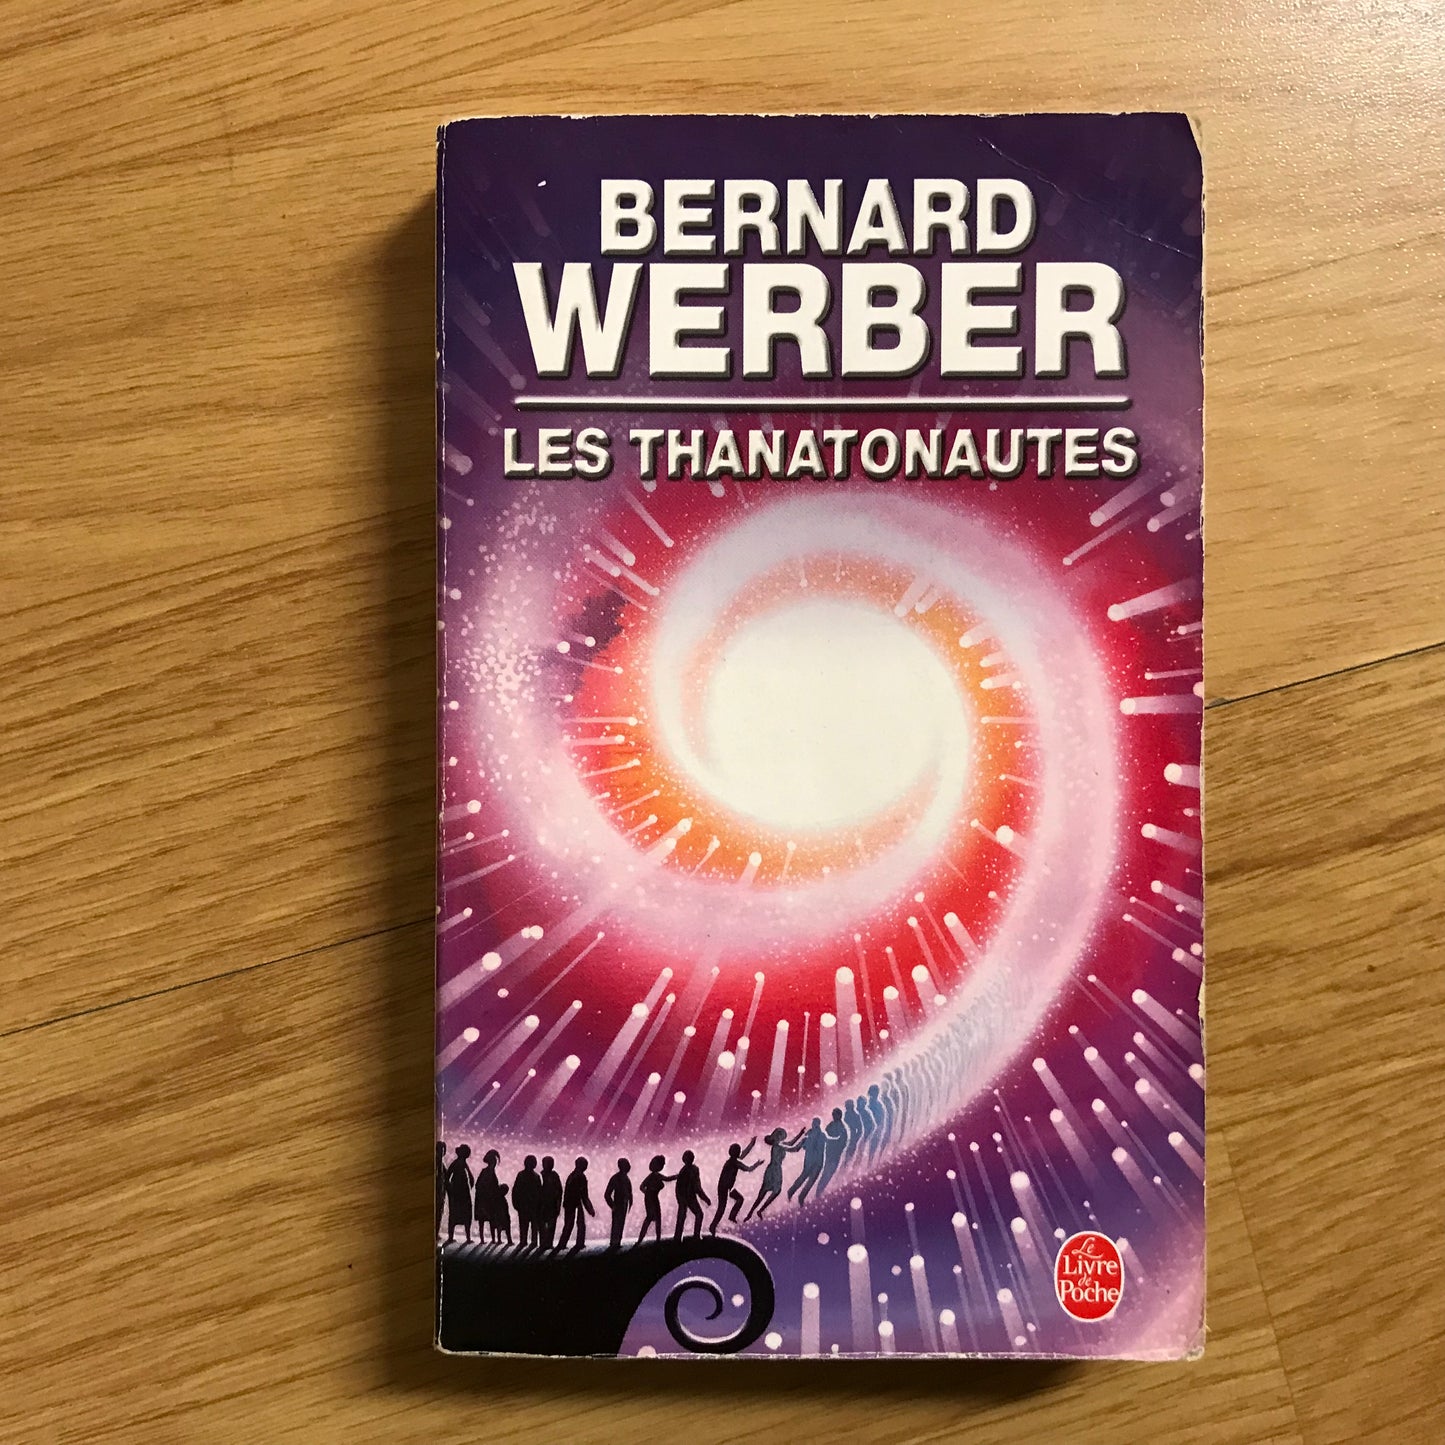 BERNARD
WERBER
LES THANATONAUTES
Le
Livre
de
Poche